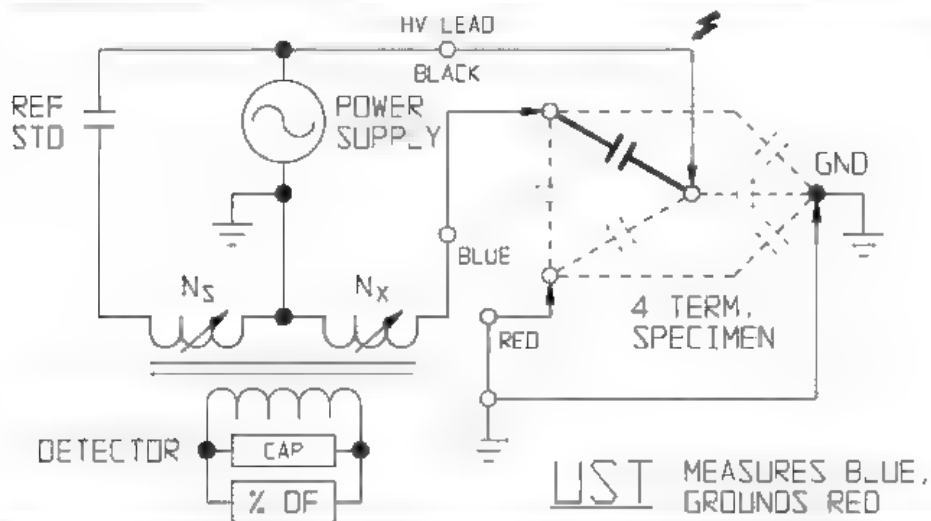 HV LEAD
BLACK
REF
STD
POWER
SUPPLY
GND
BLUE
NS
NX
RED
4 TERM.
SPECIMEN
DETECTOR
CAP
% DF
UST MEASURES BLUE,
GROUNDS RED